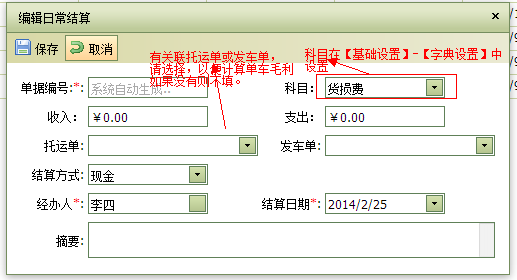 编辑日常结算
保存 取消
有关联托运单或发车单，
请选择，以便计算单车毛利
如果没有则不填。
科目在【基础设置】-【字典设置】中
设置
单据编号:*: 系统自动生成.. 科目: 货损费
收入: ￥0.00 支出: ￥0.00
托运单: 发车单:
结算方式: 现金
经办人*: 李四 结算日期*: 2014/2/25
摘要: